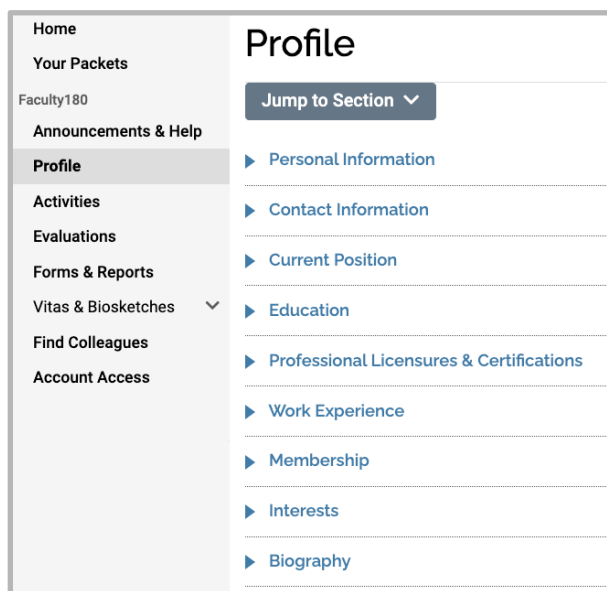 Home
Your Packets
Faculty180
Announcements & Help
Profile
Activities
Evaluations
Forms & Reports
Vitas & Biosketches
Find Colleagues
Account Access
Profile
Jump to Section
Personal Information
Contact Information
Current Position
Education
Professional Licensures & Certifications
Work Experience
Membership
Interests
Biography